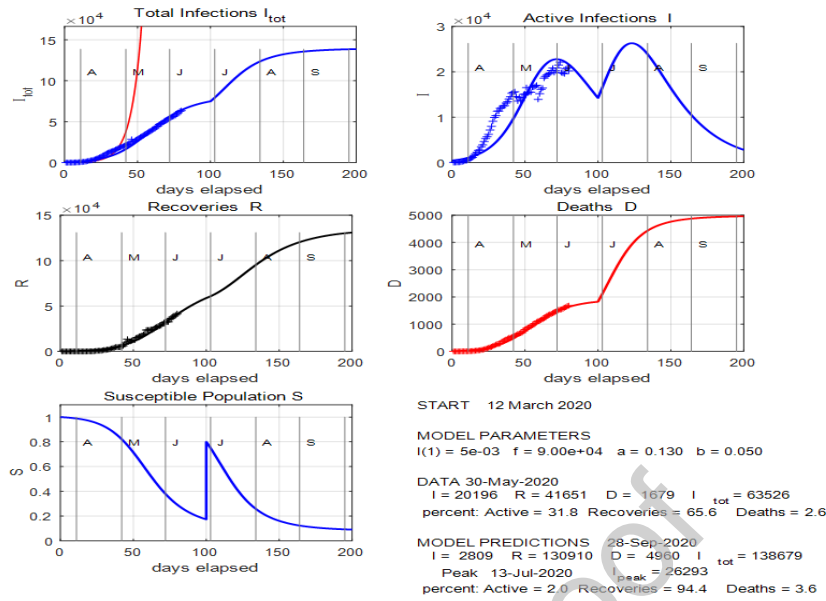 Total Infections I tot
×10⁴
15
10
5
0
I tot
A M J J A S
0 50 100 150 200
days elapsed
Active Infections I
×10⁴
3
2
1
0
I
A M J J A S
0 50 100 150 200
days elapsed
Recoveries R
×10⁴
15
10
5
0
R
A M J J A S
0 50 100 150 200
days elapsed
Deaths D
5000
4000
3000
2000
1000
0
D
A M J J A S
0 50 100 150 200
days elapsed
Susceptible Population S
1
0.8
0.6
0.4
0.2
0
S
A M J J A S
0 50 100 150 200
days elapsed
START 12 March 2020
MODEL PARAMETERS
I(1) = 5e-03 f = 9.00e+04 a = 0.130 b = 0.050
DATA 30-May-2020
I = 20196 R = 41651 D = 1679 I tot = 63526
percent: Active = 31.8 Recoveries = 65.6 Deaths = 2.6
MODEL PREDICTIONS 28-Sep-2020
I = 2809 R = 130910 D = 4960 I tot = 138679
Peak 13-Jul-2020 I peak = 26293
percent: Active = 2.0 Recoveries = 94.4 Deaths = 3.6
oof